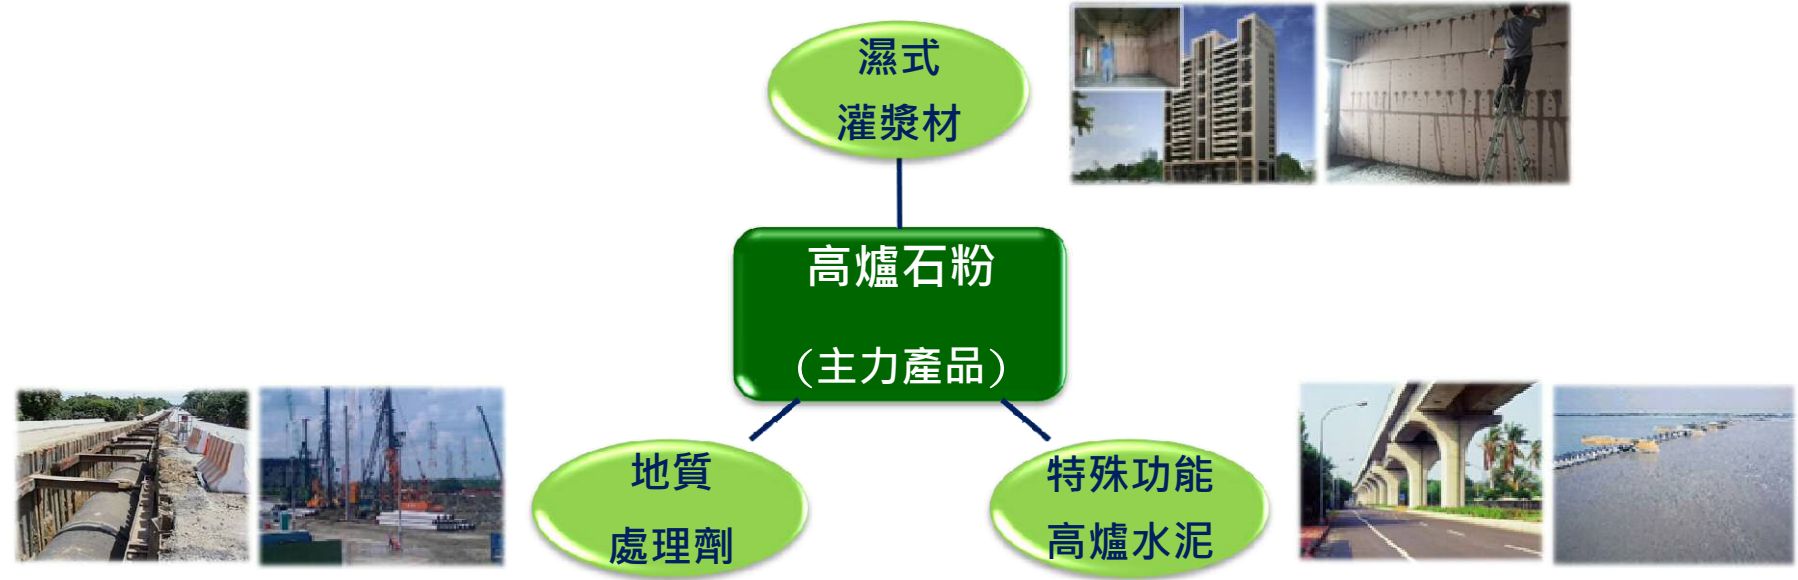 濕式
灌漿材
高爐石粉
（主力產品）
地質
處理劑
特殊功能
高爐水泥